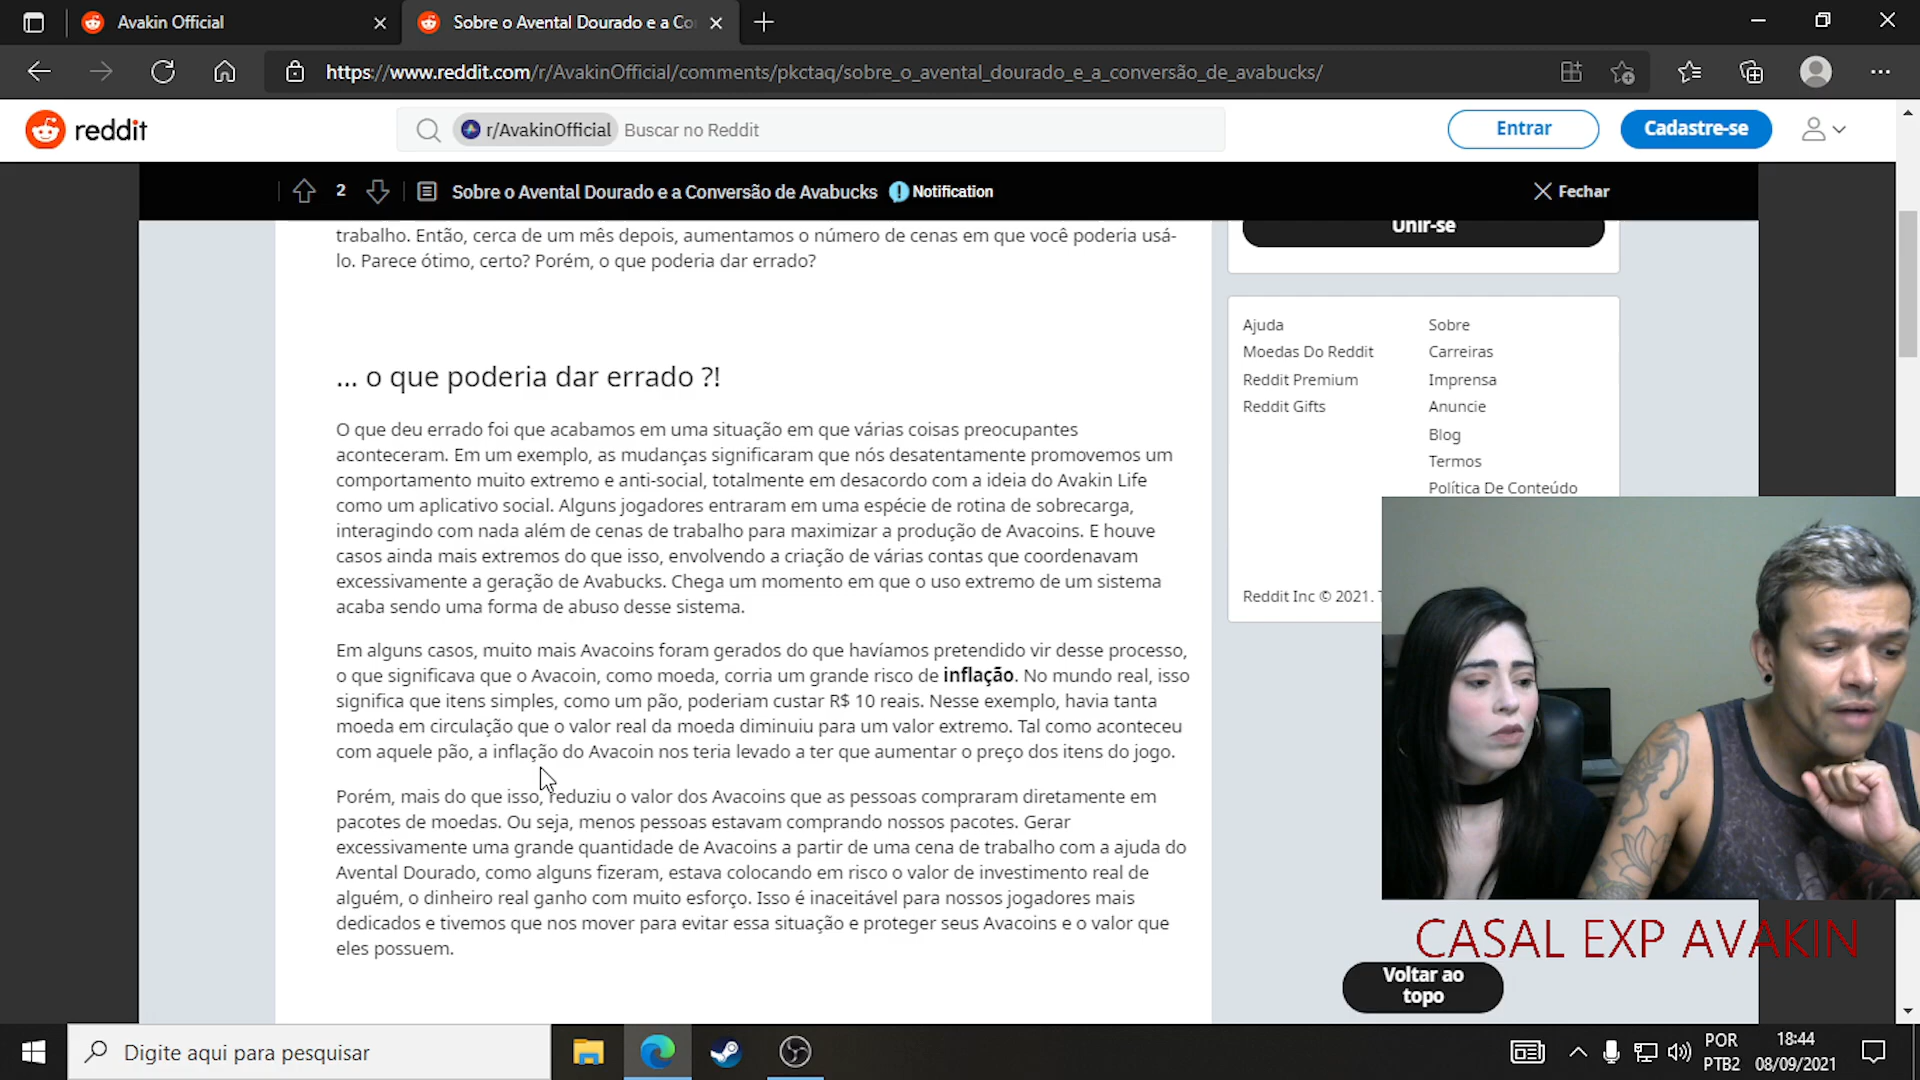 Avakin Official
Sobre o Avental Dourado e a Co
https://www.reddit.com/r/AvakinOfficial/comments/pkctaq/sobre_o_avental_dourado_e_a_conversão_de_avabucks/
reddit
r/AvakinOfficial Buscar no Reddit
Entrar
Cadastre-se
2
Sobre o Avental Dourado e a Conversão de Avabucks
Notification
Fechar
trabalho. Então, cerca de um mês depois, aumentamos o número de cenas em que você poderia usá-
lo. Parece ótimo, certo? Porém, o que poderia dar errado?
... o que poderia dar errado ?!
O que deu errado foi que acabamos em uma situação em que várias coisas preocupantes
aconteceram. Em um exemplo, as mudanças significaram que nós desatentamente promovemos um
comportamento muito extremo e anti-social, totalmente em desacordo com a ideia do Avakin Life
como um aplicativo social. Alguns jogadores entraram em uma espécie de rotina de sobrecarga,
interagindo com nada além de cenas de trabalho para maximizar a produção de Avacoins. E houve
casos ainda mais extremos do que isso, envolvendo a criação de várias contas que coordenavam
excessivamente a geração de Avabucks. Chega um momento em que o uso extremo de um sistema
acaba sendo uma forma de abuso desse sistema.
Em alguns casos, muito mais Avacoins foram gerados do que havíamos pretendido vir desse processo,
o que significava que o Avacoin, como moeda, corria um grande risco de inflação. No mundo real, isso
significa que itens simples, como um pão, poderiam custar R$ 10 reais. Nesse exemplo, havia tanta
moeda em circulação que o valor real da moeda diminuiu para um valor extremo. Tal como aconteceu
com aquele pão, a inflação do Avacoin nos teria levado a ter que aumentar o preço dos itens do jogo.
Porém, mais do que isso, reduziu o valor dos Avacoins que as pessoas compraram diretamente em
pacotes de moedas. Ou seja, menos pessoas estavam comprando nossos pacotes. Gerar
excessivamente uma grande quantidade de Avacoins a partir de uma cena de trabalho com a ajuda do
Avental Dourado, como alguns fizeram, estava colocando em risco o valor de investimento real de
alguém, o dinheiro real ganho com muito esforço. Isso é inaceitável para nossos jogadores mais
dedicados e tivemos que nos mover para evitar essa situação e proteger seus Avacoins e o valor que
eles possuem.
Unir-se
Ajuda
Moedas Do Reddit
Reddit Premium
Reddit Gifts
Sobre
Carreiras
Imprensa
Anuncie
Blog
Termos
Política De Conteúdo
Reddit Inc © 2021.
CASAL EXP AVAKIN
Voltar ao
topo
Digite aqui para pesquisar
POR
PTB2
18:44
08/09/2021